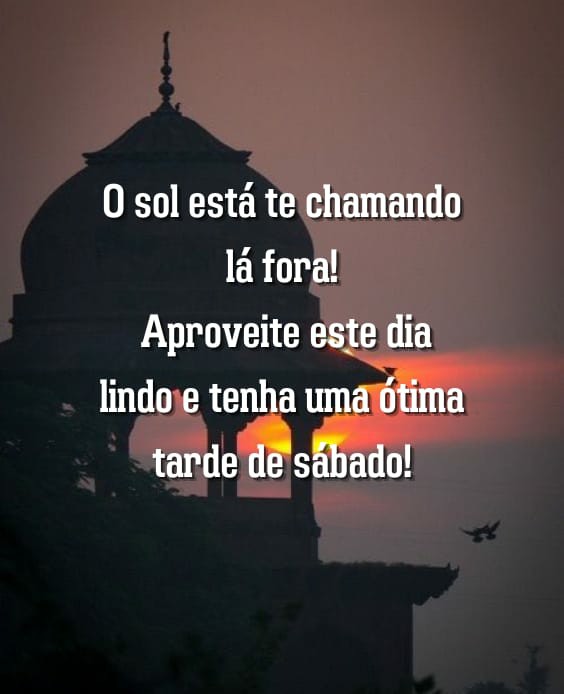 O sol está te chamando
lá fora!
Aproveite este dia
lindo e tenha uma ótima
tarde de sábado!